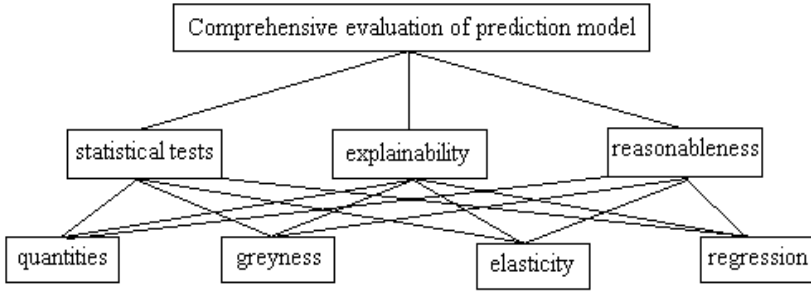 Comprehensive evaluation of prediction model
statistical tests
explainability
reasonableness
quantities
greyness
elasticity
regression